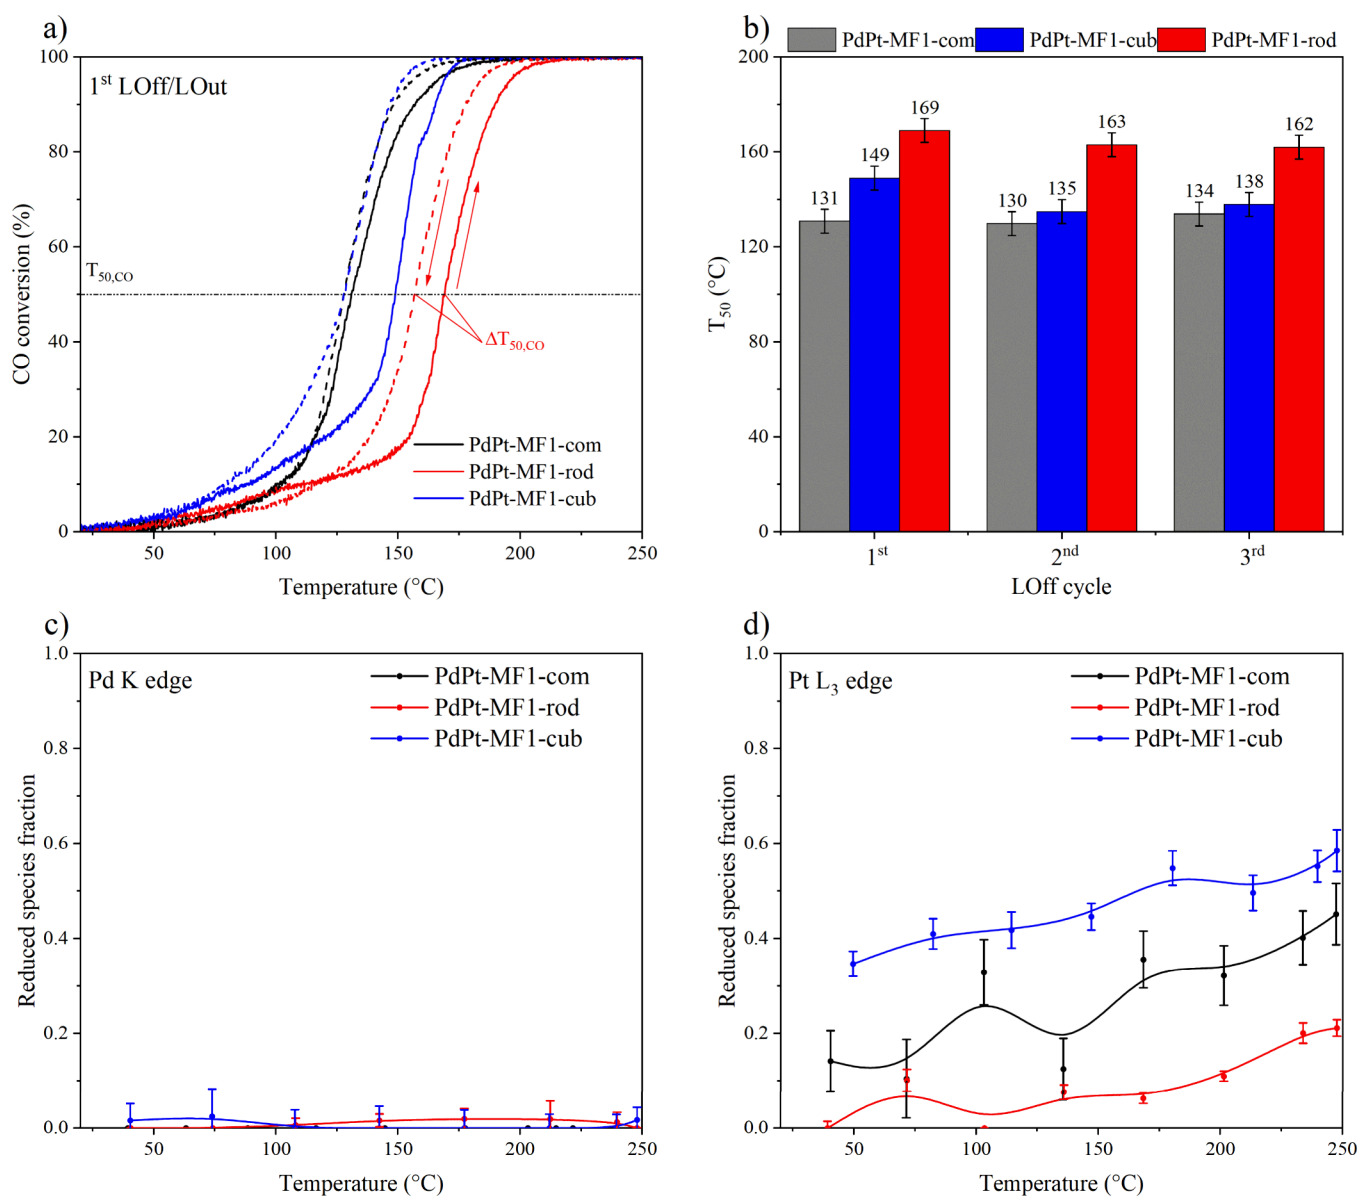 a)
1st LOff/LOut
CO conversion (%)
100
80
60
40
20
0
T50,CO
ΔT50,CO
PdPt-MF1-com
PdPt-MF1-rod
PdPt-MF1-cub
50
100
150
200
250
Temperature (°C)
b)
PdPt-MF1-com
PdPt-MF1-cub
PdPt-MF1-rod
T50 (°C)
200
160
120
80
40
0
131
149
169
130
135
163
134
138
162
1st
2nd
3rd
LOff cycle
c)
Pd K edge
PdPt-MF1-com
PdPt-MF1-rod
PdPt-MF1-cub
Reduced species fraction
1.0
0.8
0.6
0.4
0.2
0.0
50
100
150
200
250
Temperature (°C)
d)
Pt L3 edge
PdPt-MF1-com
PdPt-MF1-rod
PdPt-MF1-cub
Reduced species fraction
1.0
0.8
0.6
0.4
0.2
0.0
50
100
150
200
250
Temperature (°C)